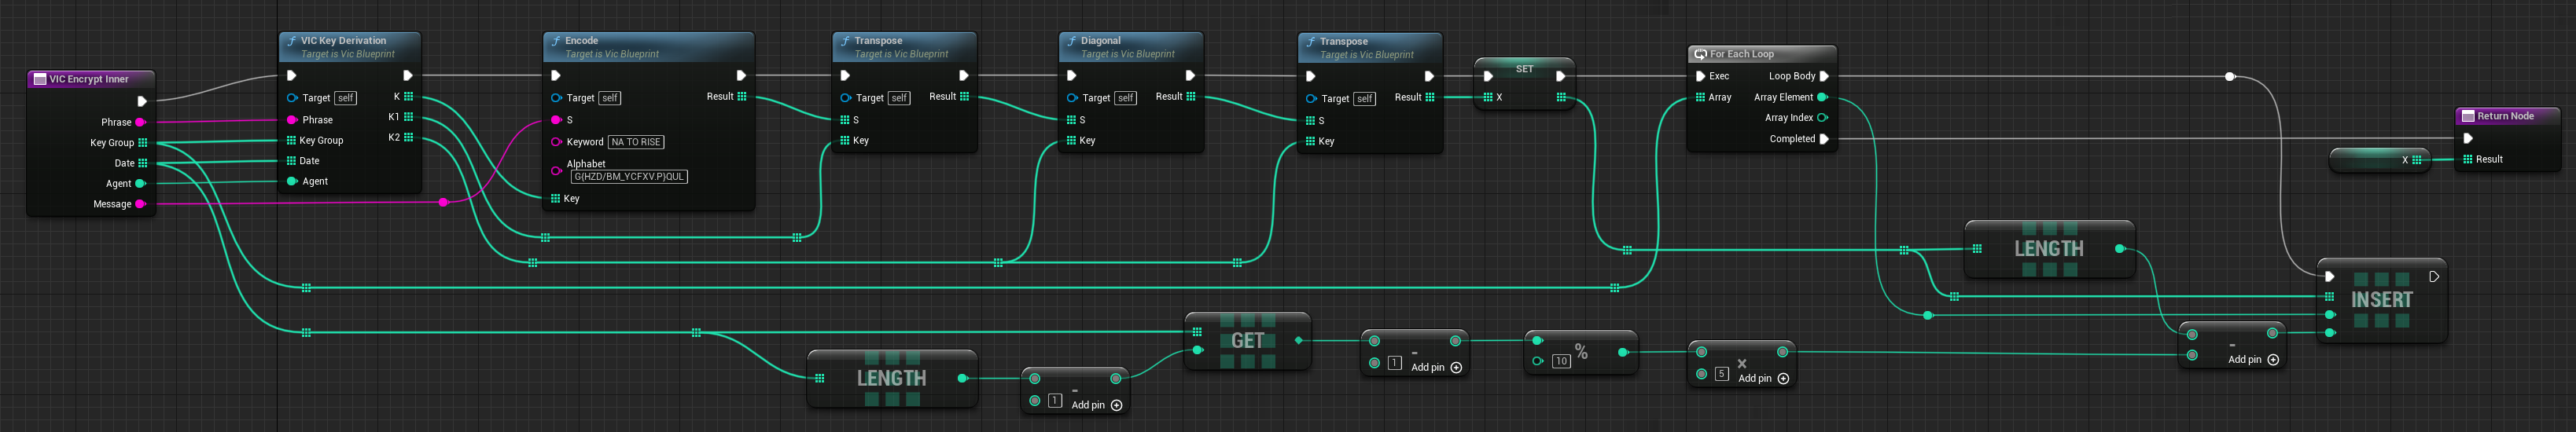 VIC Encrypt Inner
Phrase
Key Group
Date
Agent
Message
f VIC Key Derivation
Target is Vic Blueprint
Target self
K
Phrase
K1
Key Group
K2
Date
Agent
f Encode
Target is Vic Blueprint
Target self
Result
S
Keyword NA TO RISE
Alphabet
G{HZD/BM_YCFXV.P}QUL
Key
f Transpose
Target is Vic Blueprint
Target self
Result
S
Key
f Diagonal
Target is Vic Blueprint
Target self
Result
S
Key
f Transpose
Target is Vic Blueprint
Target self
Result
S
Key
SET
X
For Each Loop
Exec
Loop Body
Array
Array Element
Array Index
Completed
Return Node
X
Result
LENGTH
INSERT
LENGTH
-
1
Add pin
GET
-
1
Add pin
%
10
×
5
Add pin
-
Add pin